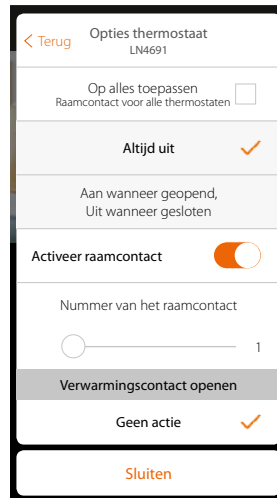 Terug
Opties thermostaat
LN4691
Op alles toepassen
Raamcontact voor alle thermostaten
Altijd uit
Aan wanneer geopend,
Uit wanneer gesloten
Activeer raamcontact
Nummer van het raamcontact
1
Verwarmingscontact openen
Geen actie
Sluiten